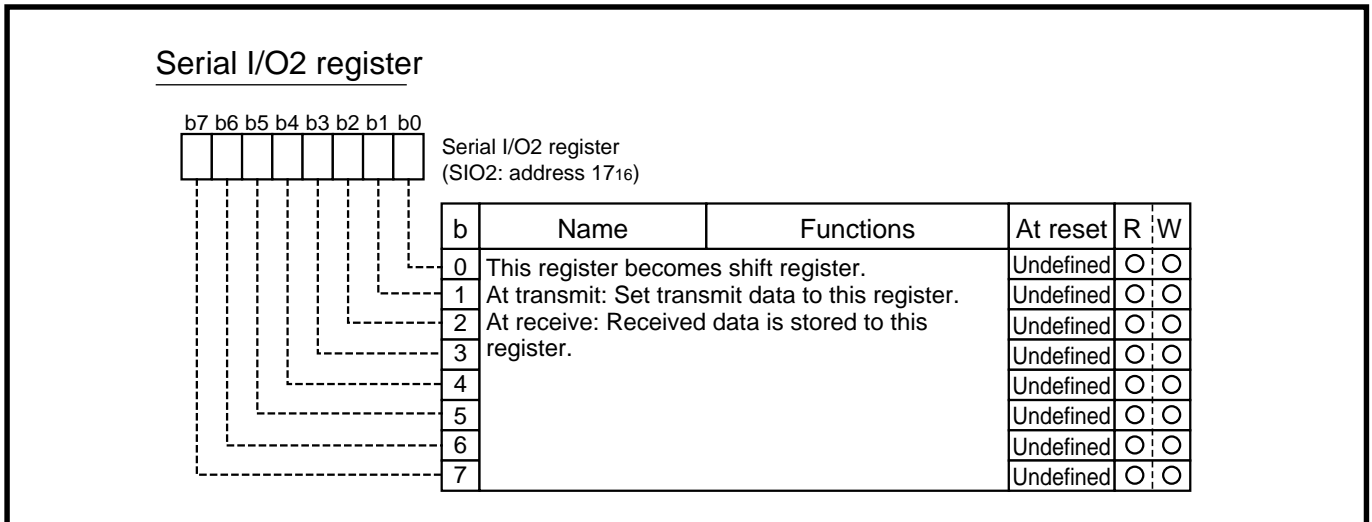 Serial I/O2 register
b7 b6 b5 b4 b3 b2 b1 b0
Serial I/O2 register
(SIO2: address 1716)
b Name Functions At reset R W
0 This register becomes shift register. Undefined O O
1 At transmit: Set transmit data to this register. Undefined O O
2 At receive: Received data is stored to this Undefined O O
3 register. Undefined O O
4 Undefined O O
5 Undefined O O
6 Undefined O O
7 Undefined O O